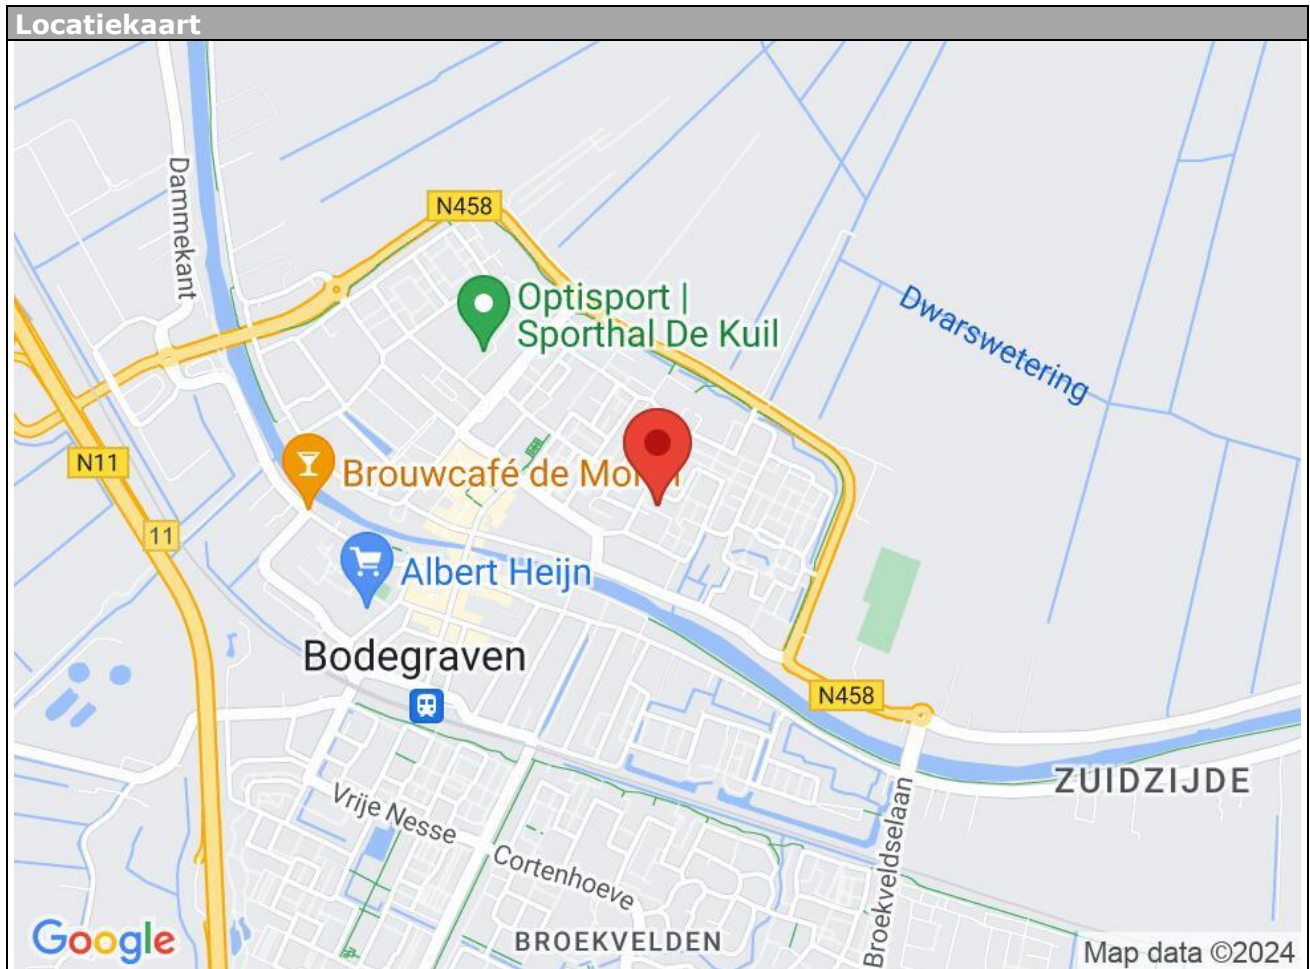 Locatiekaart
Dammekant
N458
Optisport |
Sporthal De Kuil
Dwarswetering
N11
Brouwcafé de Mol
11
Albert Heijn
Bodegraven
N458
ZUIDZIJDE
Vrije Nesse
Cortenhoeve
Broekveldselaan
BROEKVELDEN
Google
Map data ©2024